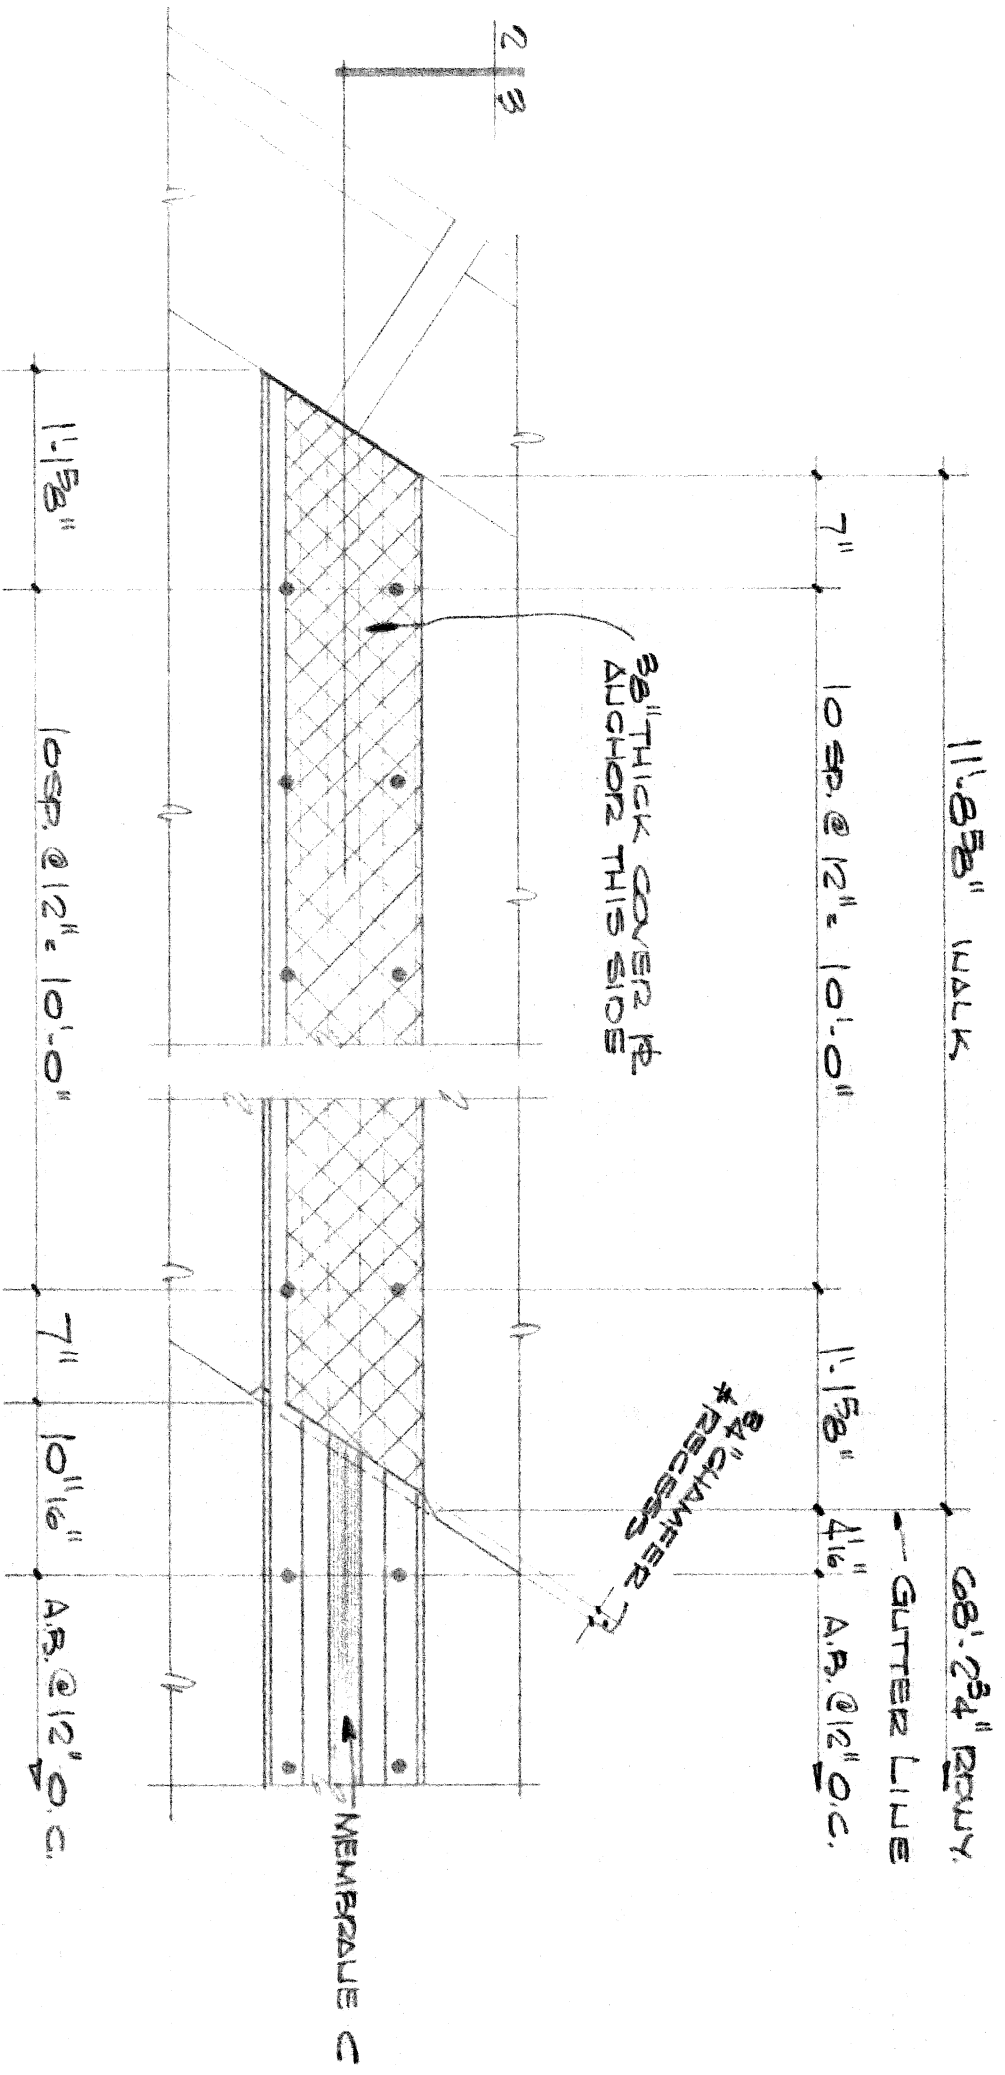 11'-8 5/8" WALK
68'-2 3/4" RDWY.
GUTTER LINE
7"
10 SP. @ 12" = 10'-0"
1'-1 5/8"
4 1/16"
A.B. @ 12" O.C.
3/4" CHAMFER
* RECESS
3/8" THICK COVER PL
ANCHOR THIS SIDE
2
3
MEMBRANE C
1'-1 5/8"
10 SP. @ 12" = 10'-0"
7"
10 11/16"
A.B. @ 12" O.C.